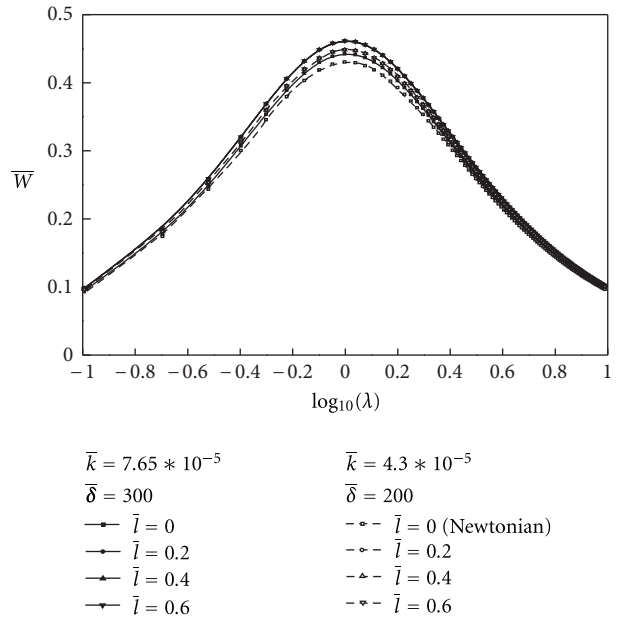 0.5
0.4
0.3
W̅
0.2
0.1
0
−1 −0.8 −0.6 −0.4 −0.2 0 0.2 0.4 0.6 0.8 1
log₁₀(λ)
k̅ = 7.65 ∗ 10⁻⁵
δ̅ = 300
l̅ = 0
l̅ = 0.2
l̅ = 0.4
l̅ = 0.6
k̅ = 4.3 ∗ 10⁻⁵
δ̅ = 200
l̅ = 0 (Newtonian)
l̅ = 0.2
l̅ = 0.4
l̅ = 0.6